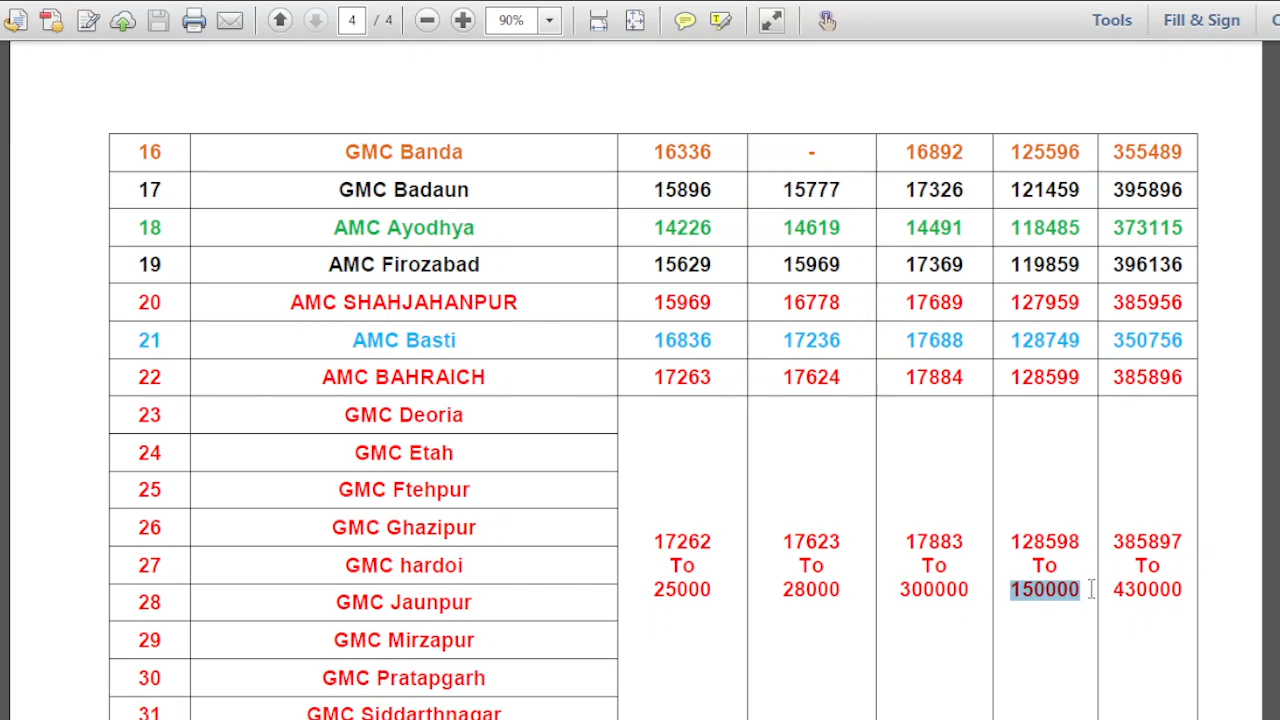 4 / 4 90% Tools Fill & Sign
16 GMC Banda 16336 - 16892 125596 355489
17 GMC Badaun 15896 15777 17326 121459 395896
18 AMC Ayodhya 14226 14619 14491 118485 373115
19 AMC Firozabad 15629 15969 17369 119859 396136
20 AMC SHAHJAHANPUR 15969 16778 17689 127959 385956
21 AMC Basti 16836 17236 17688 128749 350756
22 AMC BAHRAICH 17263 17624 17884 128599 385896
23 GMC Deoria
24 GMC Etah
25 GMC Ftehpur
26 GMC Ghazipur
17262 17623 17883 128598 385897
27 GMC hardoi To To To To To
25000 28000 300000 150000 430000
28 GMC Jaunpur
29 GMC Mirzapur
30 GMC Pratapgarh
31 GMC Siddarthnagar